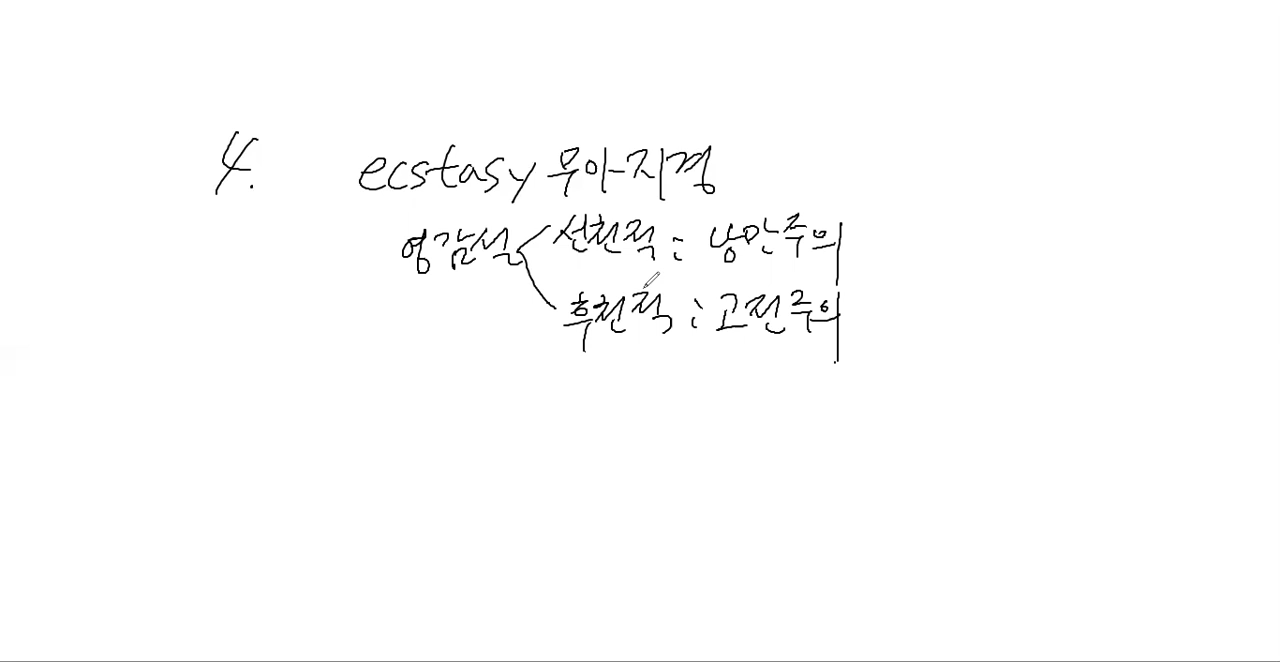 4. ecstasy 무아지경
영감설 선천적 : 낭만주의
후천적 : 고전주의